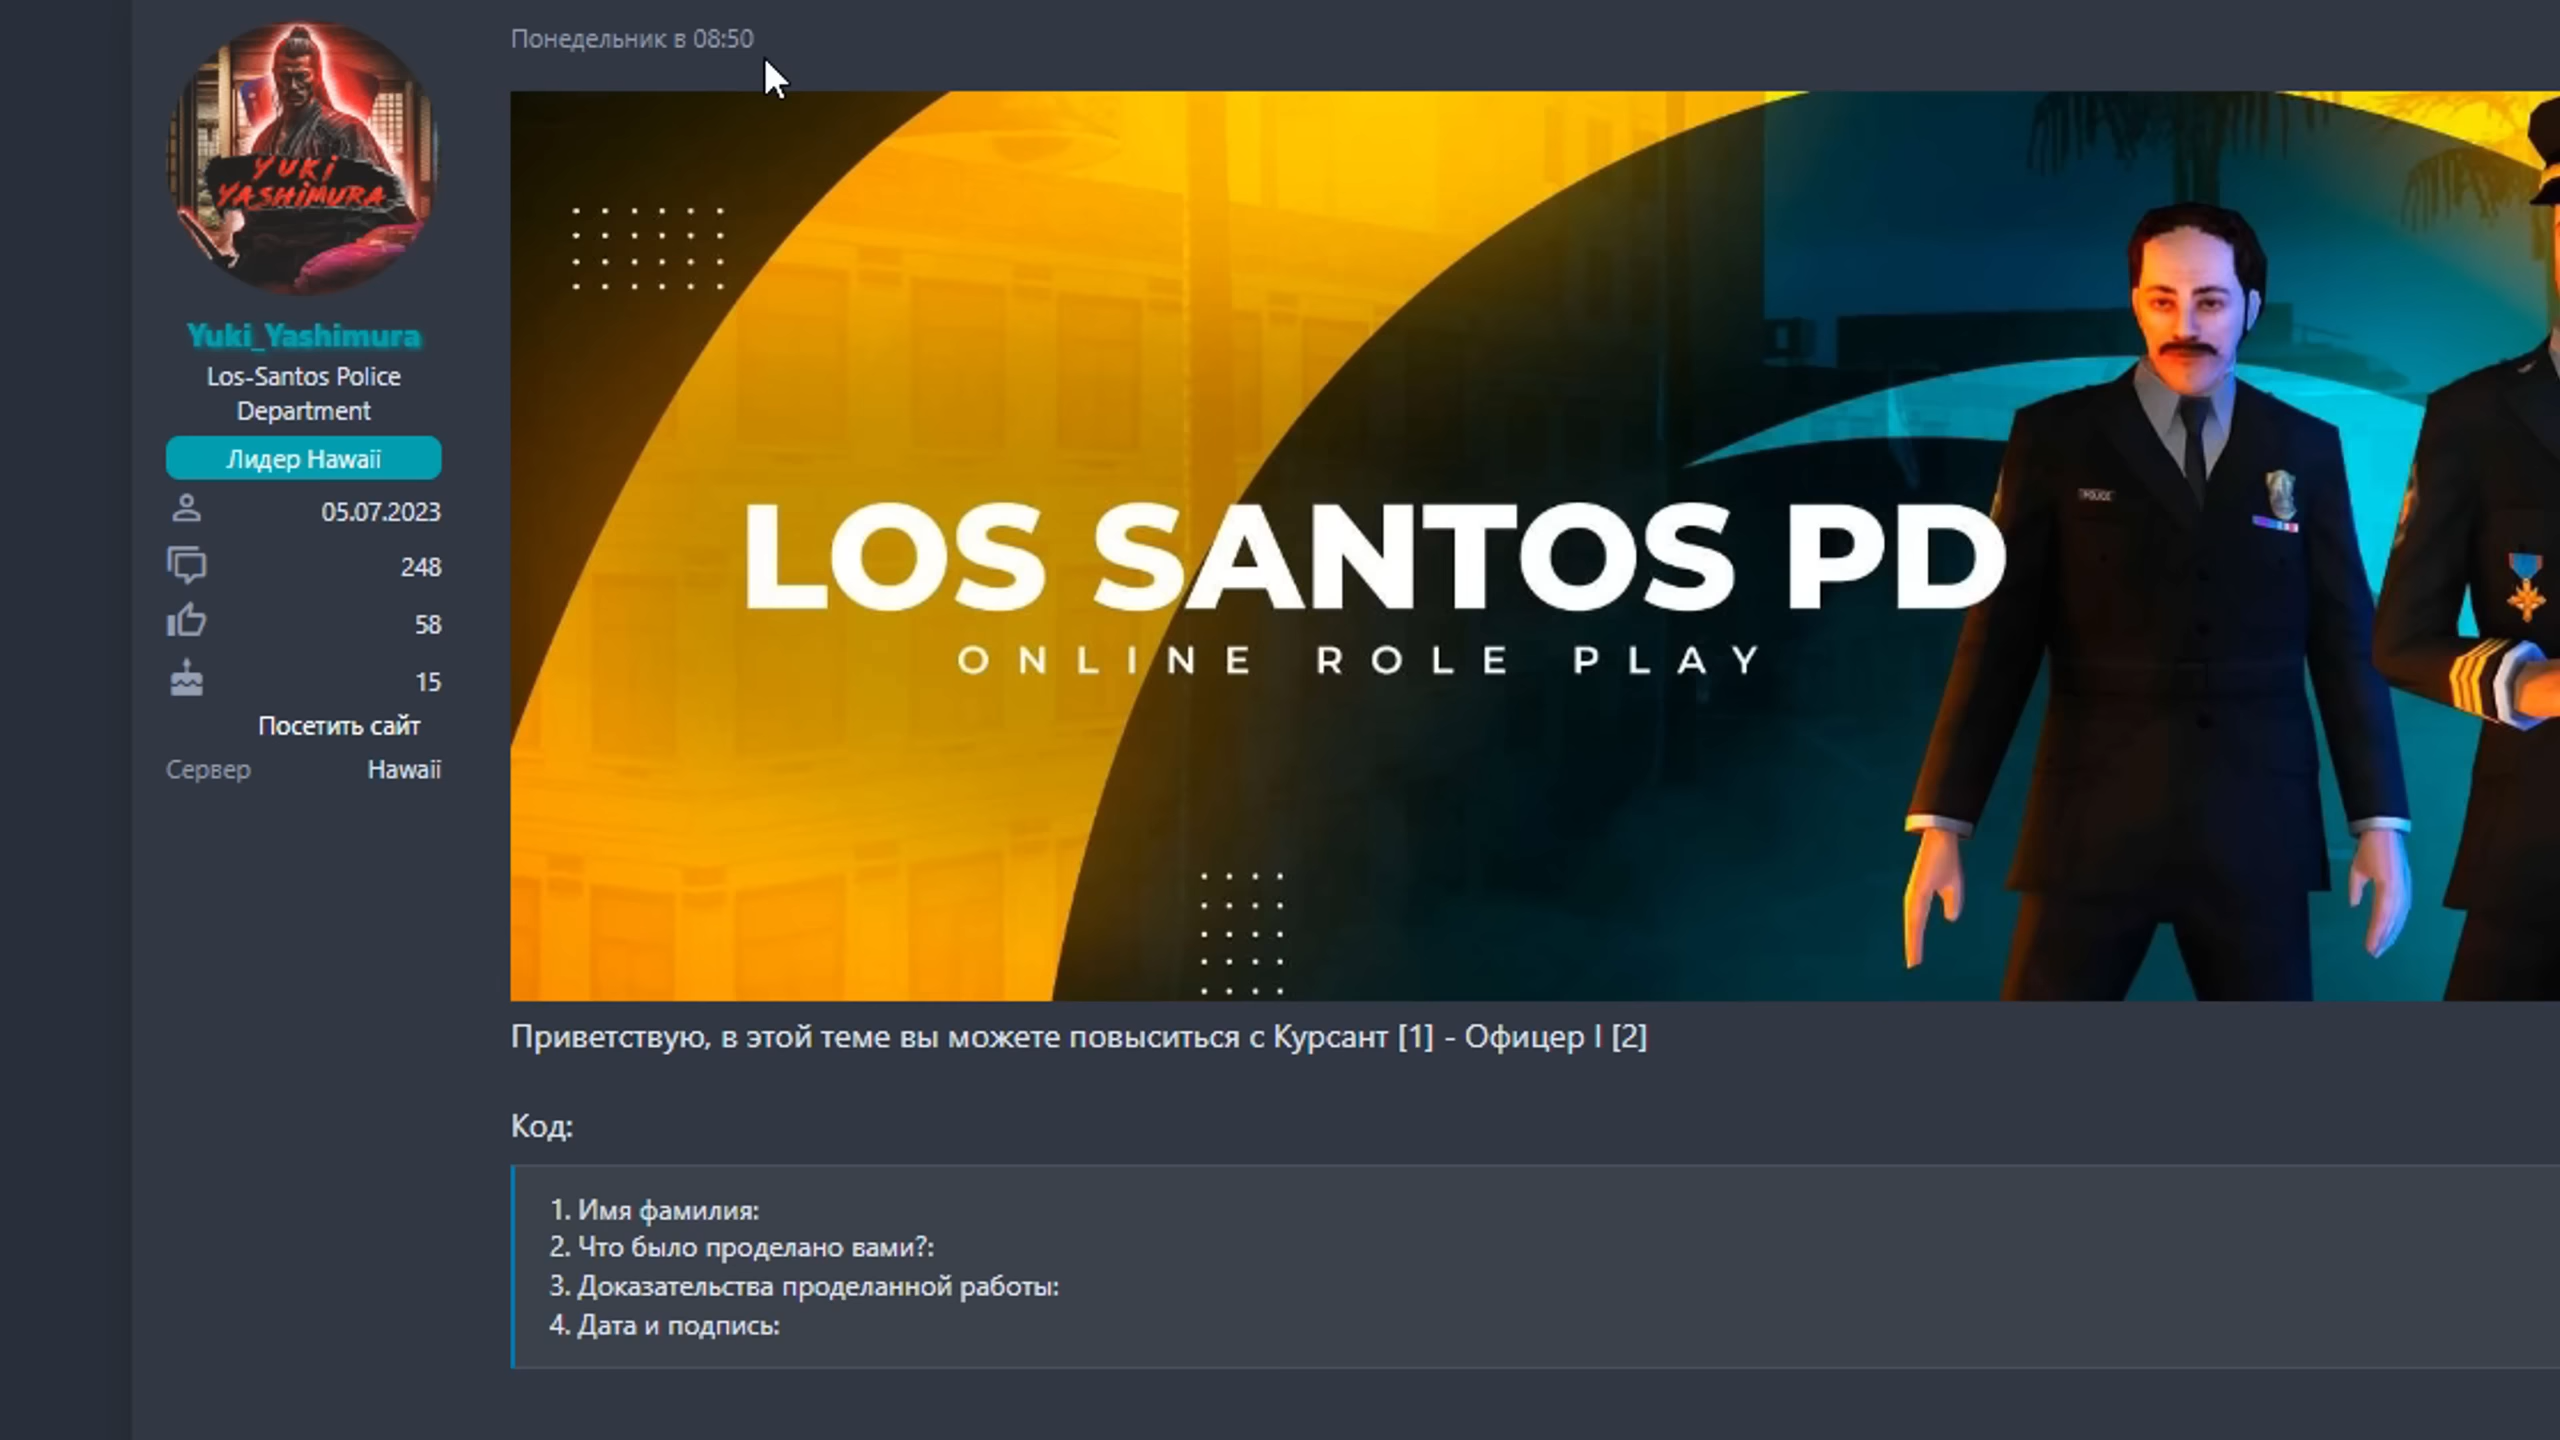 Понедельник в 08:50
YUKI
YASHIMURA
Yuki_Yashimura
Los-Santos Police
Department
Лидер Hawaii
05.07.2023
248
58
15
Посетить сайт
Сервер Hawaii
LOS SANTOS PD
ONLINE ROLE PLAY
POLICE
Приветствую, в этой теме вы можете повыситься с Курсант [1] - Офицер I [2]
Код:
1. Имя фамилия:
2. Что было проделано вами?:
3. Доказательства проделанной работы:
4. Дата и подпись: